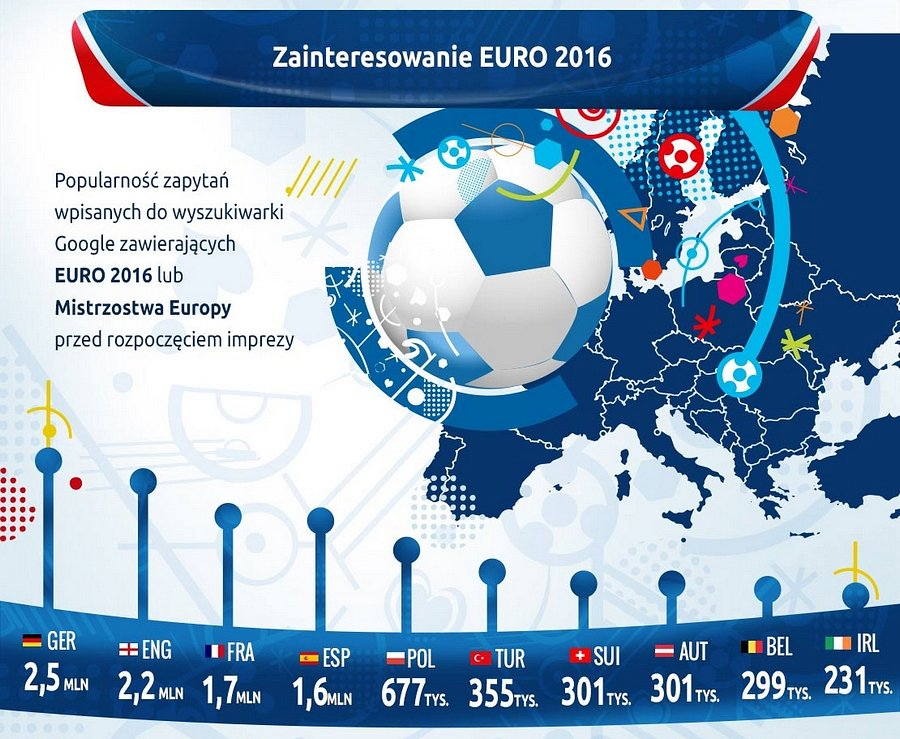 Zainteresowanie EURO 2016
Popularność zapytań
wpisanych do wyszukiwarki
Google zawierających
EURO 2016 lub
Mistrzostwa Europy
przed rozpoczęciem imprezy
GER
2,5 MLN
ENG
2,2 MLN
FRA
1,7 MLN
ESP
1,6 MLN
POL
677 TYS.
TUR
355 TYS.
SUI
301 TYS.
AUT
301 TYS.
BEL
299 TYS.
IRL
231 TYS.